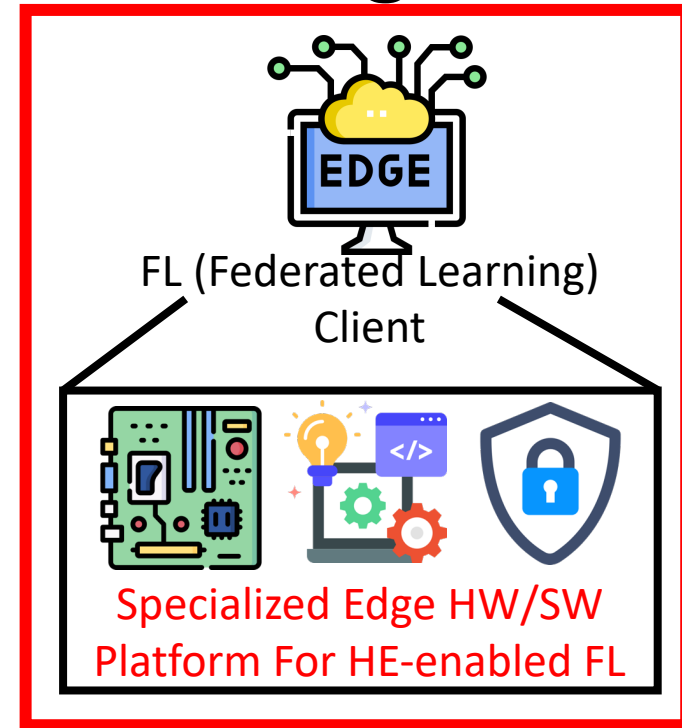 EDGE
FL (Federated Learning)
Client
</>
Specialized Edge HW/SW
Platform For HE-enabled FL